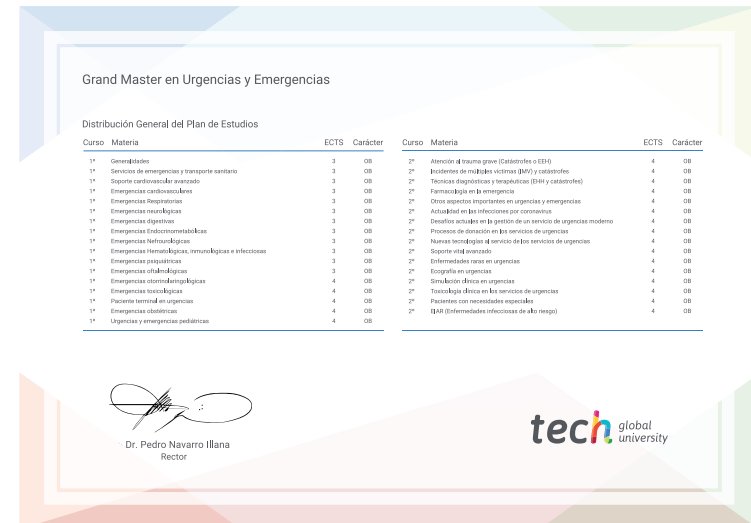 Grand Master en Urgencias y Emergencias
Distribución General del Plan de Estudios
Curso Materia ECTS Carácter
1º Generalidades 3 OB
1º Servicios de emergencias y transporte sanitario 3 OB
1º Soporte cardiovascular avanzado 3 OB
1º Emergencias cardiovasculares 3 OB
1º Emergencias Respiratorias 3 OB
1º Emergencias neurológicas 3 OB
1º Emergencias digestivas 3 OB
1º Emergencias Endocrinometabólicas 3 OB
1º Emergencias Nefrourológicas 3 OB
1º Emergencias Hematológicas, inmunológicas e infecciosas 3 OB
1º Emergencias psiquiátricas 3 OB
1º Emergencias oftalmológicas 3 OB
1º Emergencias otorrinolaringológicas 4 OB
1º Emergencias toxicológicas 4 OB
1º Paciente terminal en urgencias 4 OB
1º Emergencias obstétricas 4 OB
1º Urgencias y emergencias pediátricas 4 OB
Curso Materia ECTS Carácter
2º Atención al trauma grave (Catástrofes o EEH) 4 OB
2º Incidentes de múltiples víctimas (IMV) y catástrofes 4 OB
2º Técnicas diagnósticas y terapéuticas (EHH y catástrofes) 4 OB
2º Farmacología en la emergencia 4 OB
2º Otros aspectos importantes en urgencias y emergencias 4 OB
2º Actualidad en las infecciones por coronavirus 4 OB
2º Desafíos actuales en la gestión de un servicio de urgencias moderno 4 OB
2º Procesos de donación en los servicios de urgencias 4 OB
2º Nuevas tecnologías al servicio de los servicios de urgencias 4 OB
2º Soporte vital avanzado 4 OB
2º Enfermedades raras en urgencias 4 OB
2º Ecografía en urgencias 4 OB
2º Simulación clínica en urgencias 4 OB
2º Toxicología clínica en los servicios de urgencias 4 OB
2º Pacientes con necesidades especiales 4 OB
2º EIAR (Enfermedades infecciosas de alto riesgo) 4 OB
Dr. Pedro Navarro Illana
Rector
tech global university